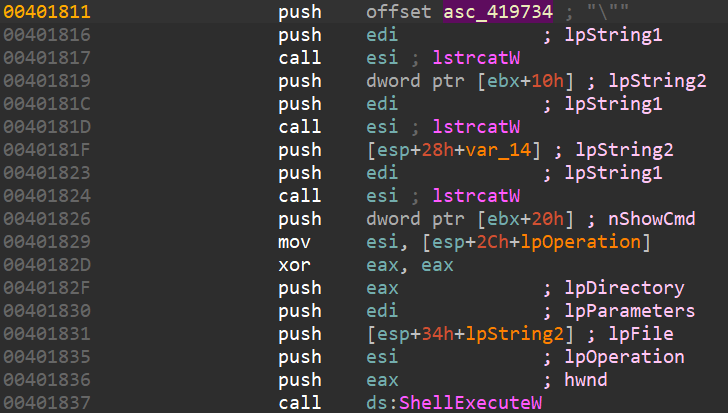 00401811 push offset asc_419734 ; "\""
00401816 push edi ; lpString1
00401817 call esi ; lstrcatW
00401819 push dword ptr [ebx+10h] ; lpString2
0040181C push edi ; lpString1
0040181D call esi ; lstrcatW
0040181F push [esp+28h+var_14] ; lpString2
00401823 push edi ; lpString1
00401824 call esi ; lstrcatW
00401826 push dword ptr [ebx+20h] ; nShowCmd
00401829 mov esi, [esp+2Ch+lpOperation]
0040182D xor eax, eax
0040182F push eax ; lpDirectory
00401830 push edi ; lpParameters
00401831 push [esp+34h+lpString2] ; lpFile
00401835 push esi ; lpOperation
00401836 push eax ; hwnd
00401837 call ds:ShellExecuteW